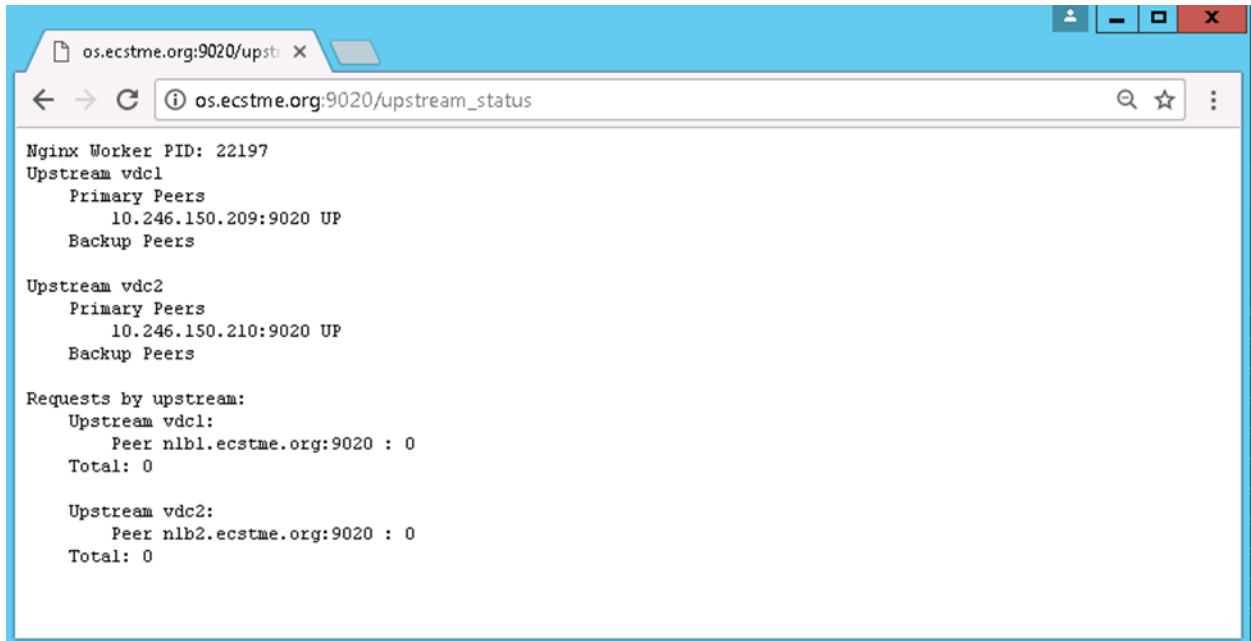 os.ecstme.org:9020/upst
os.ecstme.org:9020/upstream_status
Nginx Worker PID: 22197
Upstream vdc1
Primary Peers
10.246.150.209:9020 UP
Backup Peers
Upstream vdc2
Primary Peers
10.246.150.210:9020 UP
Backup Peers
Requests by upstream:
Upstream vdc1:
Peer nlb1.ecstme.org:9020 : 0
Total: 0
Upstream vdc2:
Peer nlb2.ecstme.org:9020 : 0
Total: 0